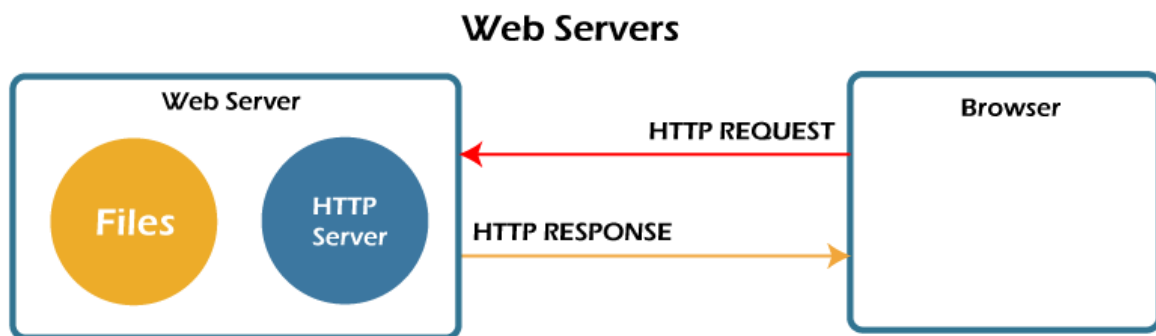 Web Servers
Web Server
Files
HTTP
Server
HTTP REQUEST
HTTP RESPONSE
Browser